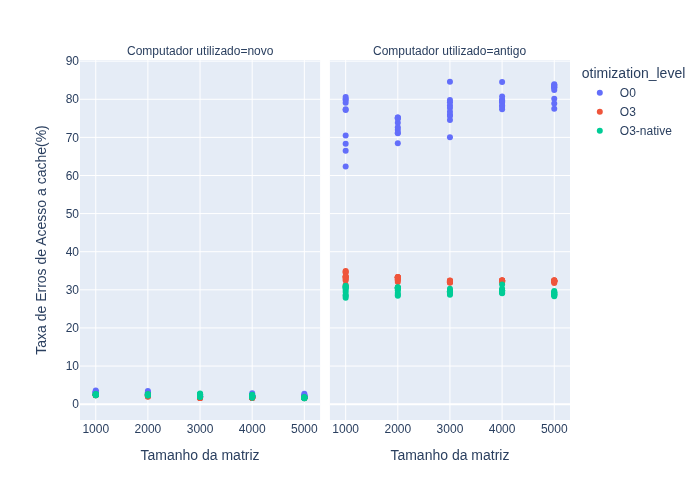 Computador utilizado=novo
Computador utilizado=antigo
otimization_level
O0
O3
O3-native
Taxa de Erros de Acesso a cache(%)
90
80
70
60
50
40
30
20
10
0
1000 2000 3000 4000 5000
1000 2000 3000 4000 5000
Tamanho da matriz
Tamanho da matriz